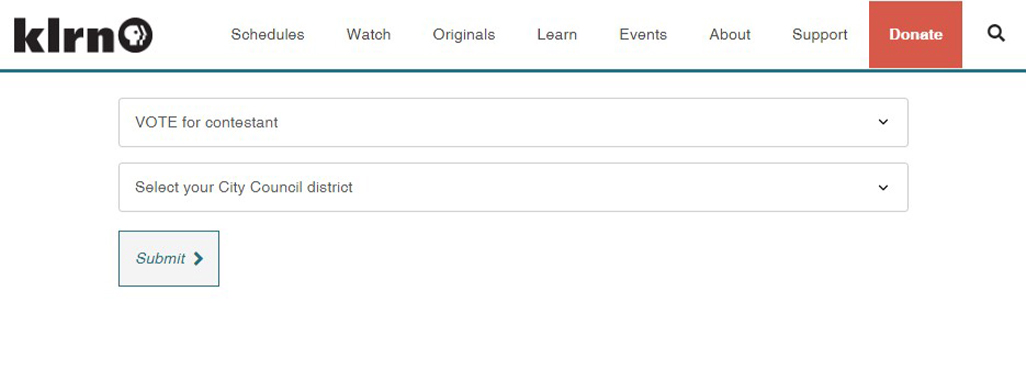 klrn
Schedules Watch Originals Learn Events About Support Donate
VOTE for contestant
Select your City Council district
Submit